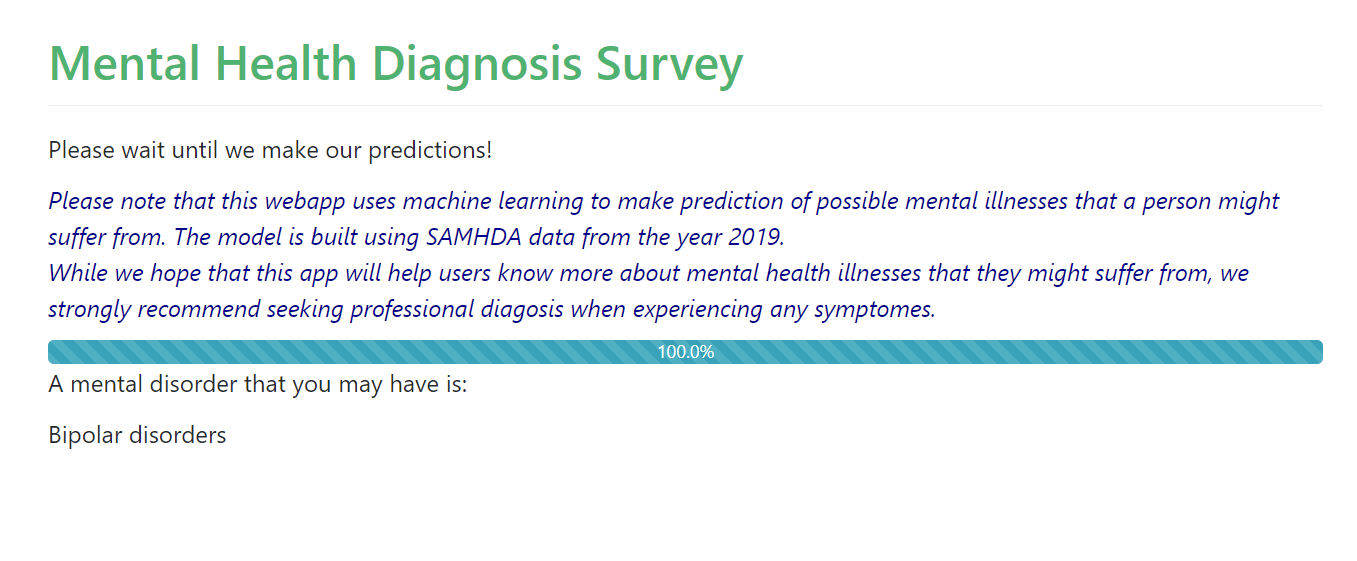 Mental Health Diagnosis Survey
Please wait until we make our predictions!
Please note that this webapp uses machine learning to make prediction of possible mental illnesses that a person might
suffer from. The model is built using SAMHDA data from the year 2019.
While we hope that this app will help users know more about mental health illnesses that they might suffer from, we
strongly recommend seeking professional diagosis when experiencing any symptomes.
100.0%
A mental disorder that you may have is:
Bipolar disorders